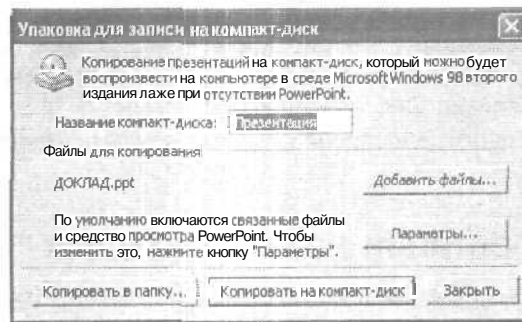 Упаковка для записи на компакт-диск
Копирование презентаций на компакт-диск, который можно будет
воспроизвести на компьютере в среде Microsoft Windows 98 второго
издания лаже при отсутствии PowerPoint.
Название компакт-диска: Презентация
Файлы для копирования
ДОКЛАД.ppt
Добавить файлы...
По умолчанию включаются связанные файлы
и средство просмотра PowerPoint. Чтобы
изменить это, нажмите кнопку "Параметры".
Параметры...
Копировать в папку... Копировать на компакт-диск Закрыть